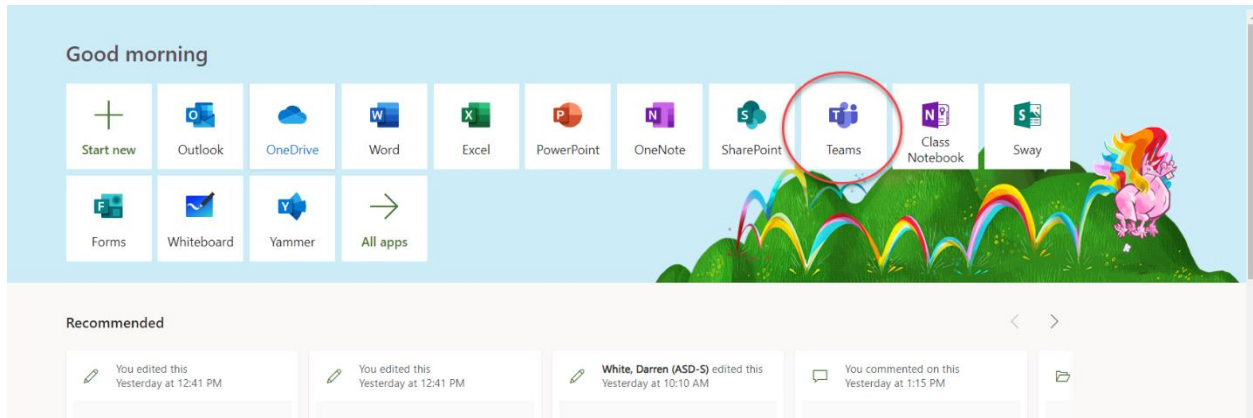 Good morning
Start new
Outlook
OneDrive
Word
Excel
PowerPoint
OneNote
SharePoint
Teams
Class
Notebook
Sway
Forms
Whiteboard
Yammer
All apps
Recommended
You edited this
Yesterday at 12:41 PM
You edited this
Yesterday at 12:41 PM
White, Darren (ASD-S) edited this
Yesterday at 10:10 AM
You commented on this
Yesterday at 1:15 PM